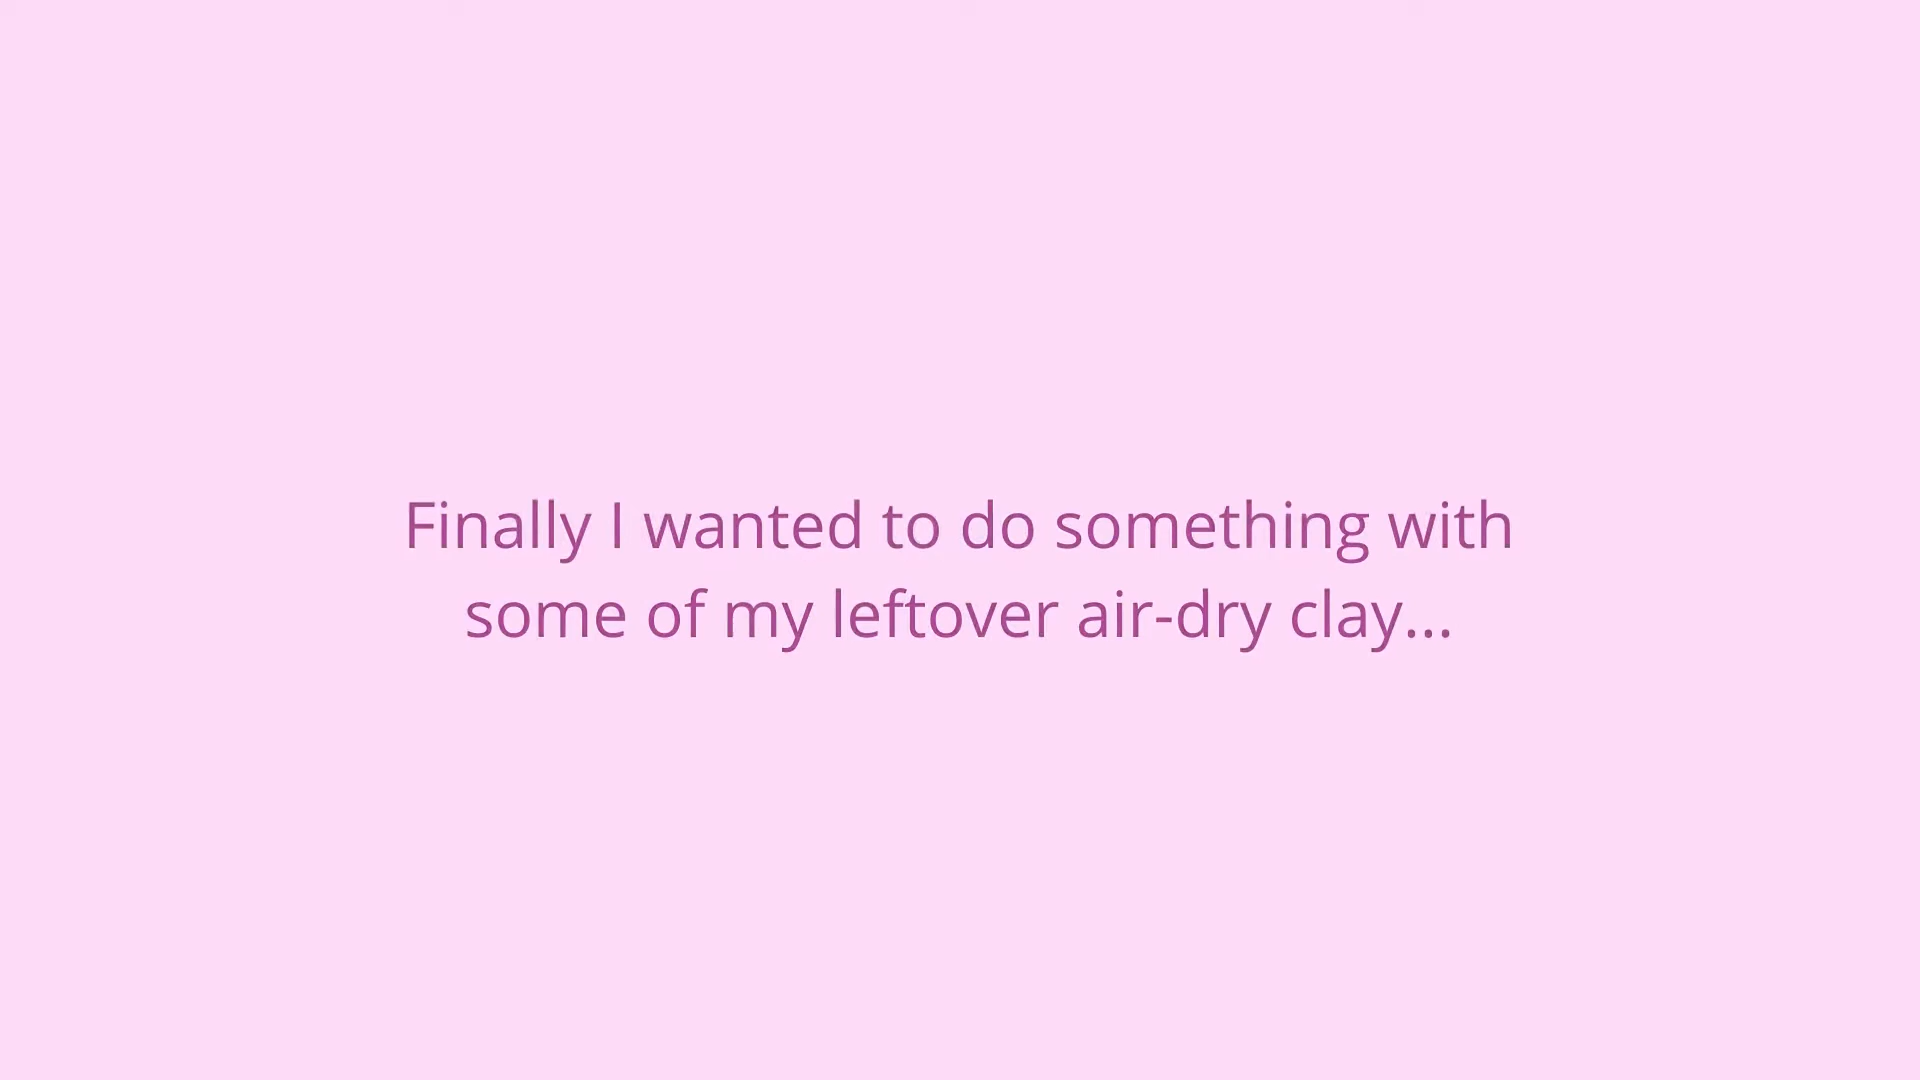 Finally I wanted to do something with
some of my leftover air-dry clay...